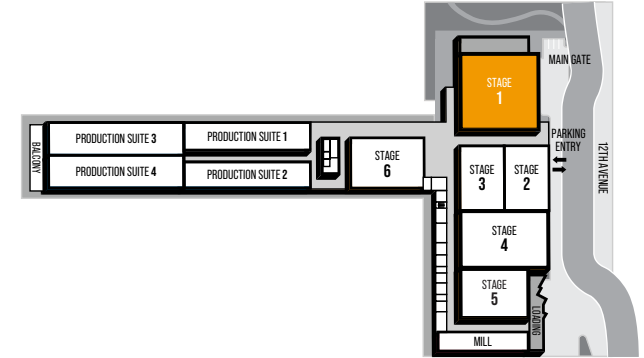 STAGE
1
MAIN GATE
PARKING
ENTRY
12TH AVENUE
PRODUCTION SUITE 3
PRODUCTION SUITE 1
PRODUCTION SUITE 4
PRODUCTION SUITE 2
BALCONY
STAGE
6
STAGE
3
STAGE
2
STAGE
4
STAGE
5
LOADING
MILL